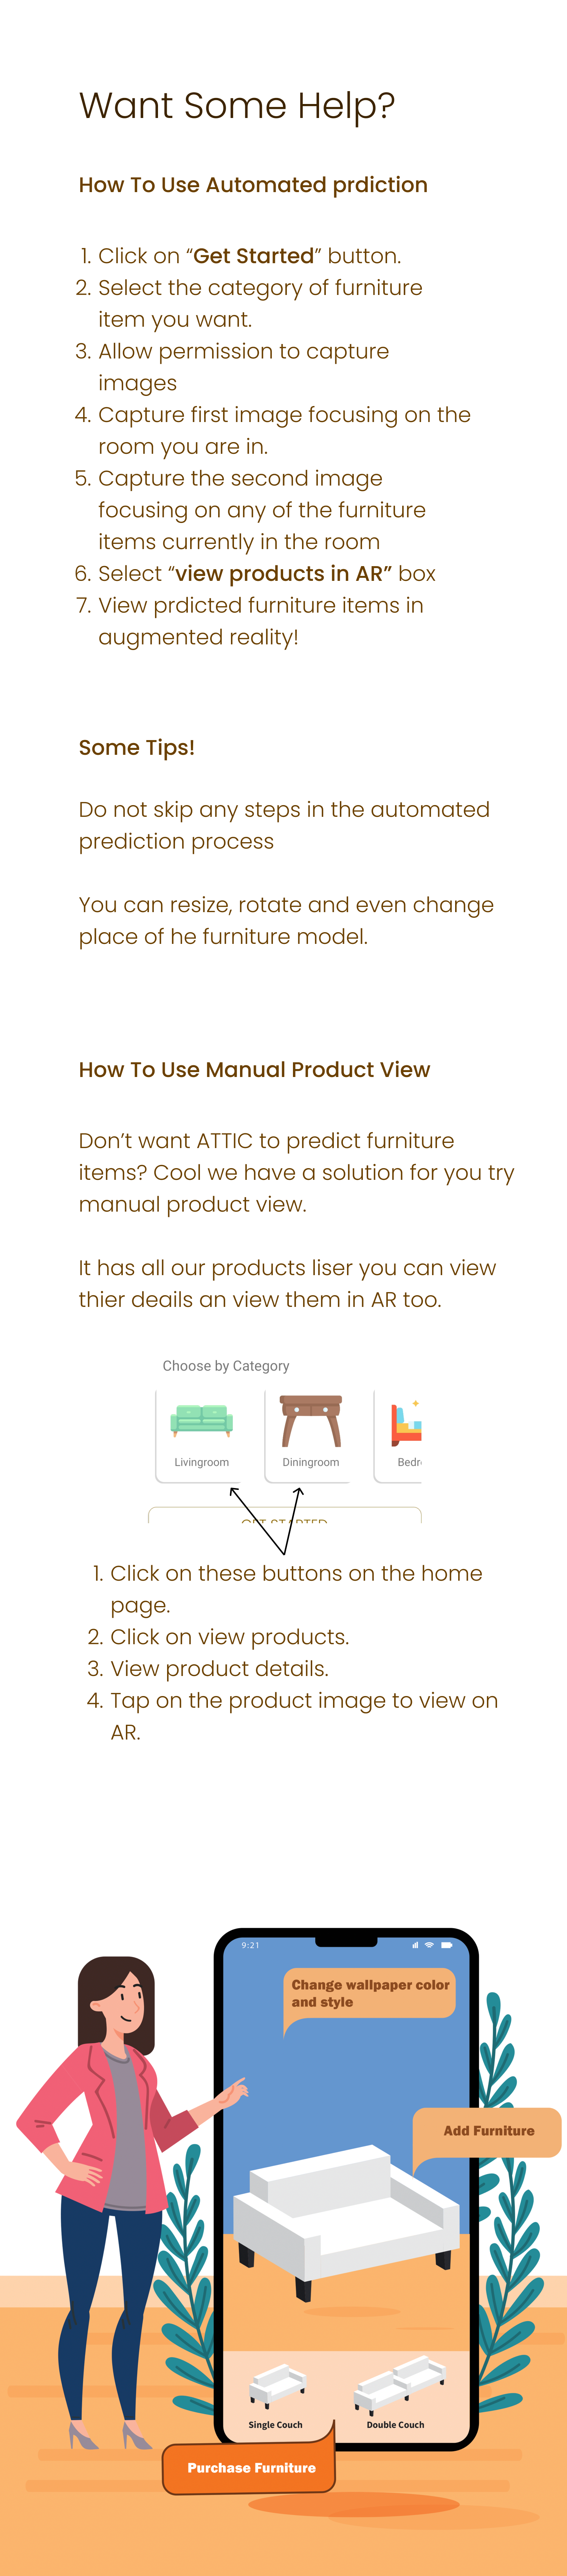 Want Some Help?
How To Use Automated prdiction
1. Click on “Get Started” button.
2. Select the category of furniture
item you want.
3. Allow permission to capture
images
4. Capture first image focusing on the
room you are in.
5. Capture the second image
focusing on any of the furniture
items currently in the room
6. Select “view products in AR” box
7. View prdicted furniture items in
augmented reality!
Some Tips!
Do not skip any steps in the automated
prediction process
You can resize, rotate and even change
place of he furniture model.
How To Use Manual Product View
Don’t want ATTIC to predict furniture
items? Cool we have a solution for you try
manual product view.
It has all our products liser you can view
thier deails an view them in AR too.
Choose by Category
Livingroom Diningroom Bedr
GET STARTED
1. Click on these buttons on the home
page.
2. Click on view products.
3. View product details.
4. Tap on the product image to view on
AR.
9:21
Change wallpaper color
and style
Add Furniture
Single Couch Double Couch
Purchase Furniture